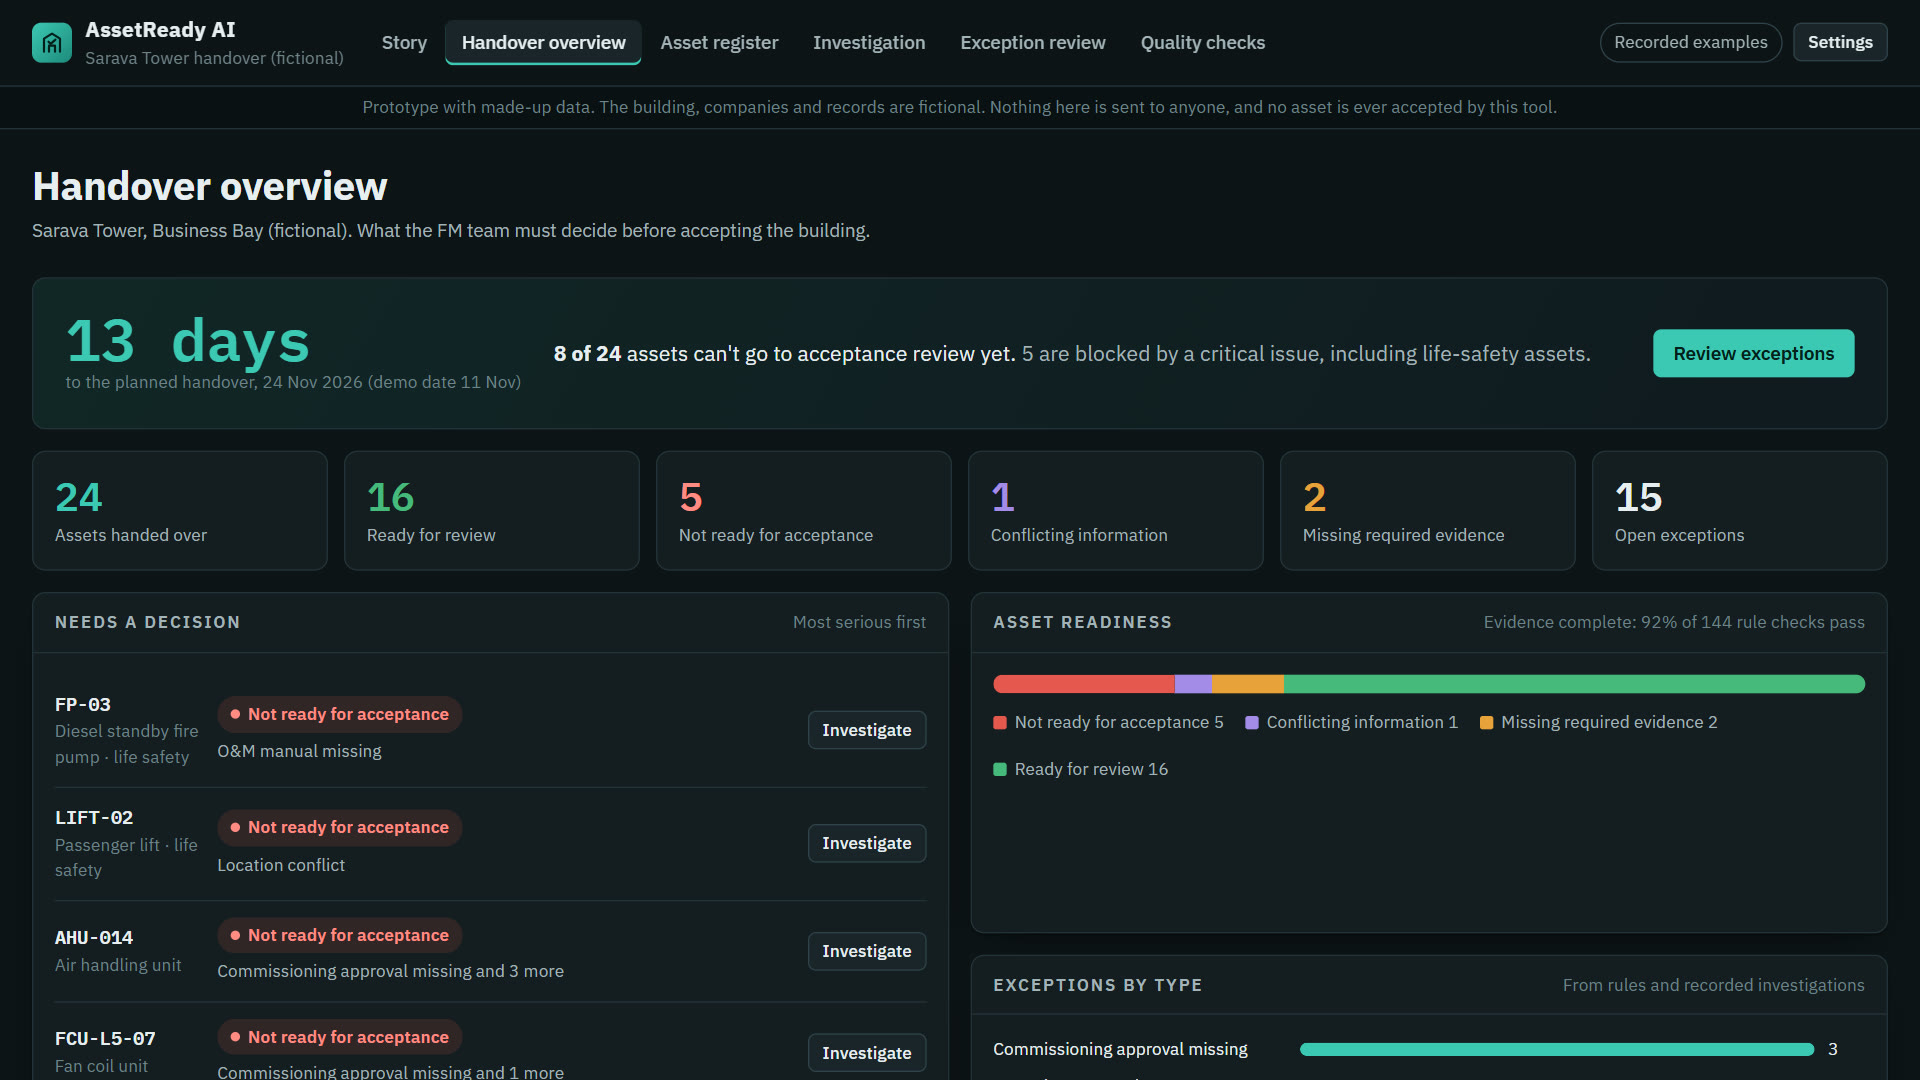 AssetReady AI
Sarava Tower handover (fictional)
Story
Handover overview
Asset register
Investigation
Exception review
Quality checks
Recorded examples
Settings
Prototype with made-up data. The building, companies and records are fictional. Nothing here is sent to anyone, and no asset is ever accepted by this tool.
Handover overview
Sarava Tower, Business Bay (fictional). What the FM team must decide before accepting the building.
13 days
to the planned handover, 24 Nov 2026 (demo date 11 Nov)
8 of 24 assets can't go to acceptance review yet. 5 are blocked by a critical issue, including life-safety assets.
Review exceptions
24
Assets handed over
16
Ready for review
5
Not ready for acceptance
1
Conflicting information
2
Missing required evidence
15
Open exceptions
NEEDS A DECISION
Most serious first
FP-03
Diesel standby fire
pump · life safety
Not ready for acceptance
O&M manual missing
Investigate
LIFT-02
Passenger lift · life
safety
Not ready for acceptance
Location conflict
Investigate
AHU-014
Air handling unit
Not ready for acceptance
Commissioning approval missing and 3 more
Investigate
FCU-L5-07
Fan coil unit
Not ready for acceptance
Commissioning approval missing and 1 more
Investigate
ASSET READINESS
Evidence complete: 92% of 144 rule checks pass
Not ready for acceptance 5
Conflicting information 1
Missing required evidence 2
Ready for review 16
EXCEPTIONS BY TYPE
From rules and recorded investigations
Commissioning approval missing
3